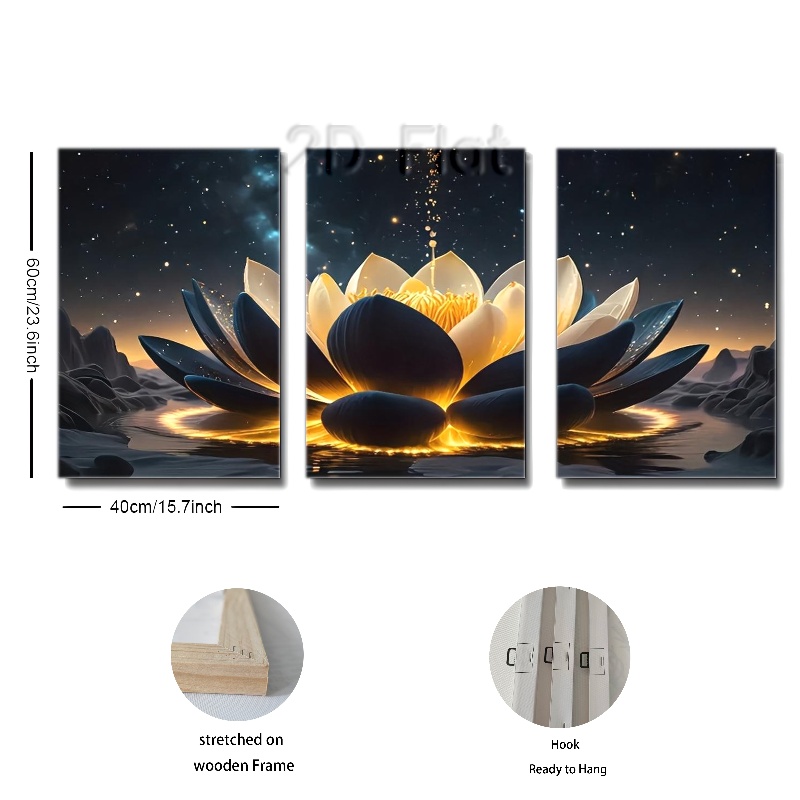 2D Flat
60cm/23.6inch
40cm/15.7inch
stretched on
wooden Frame
Hook
Ready to Hang